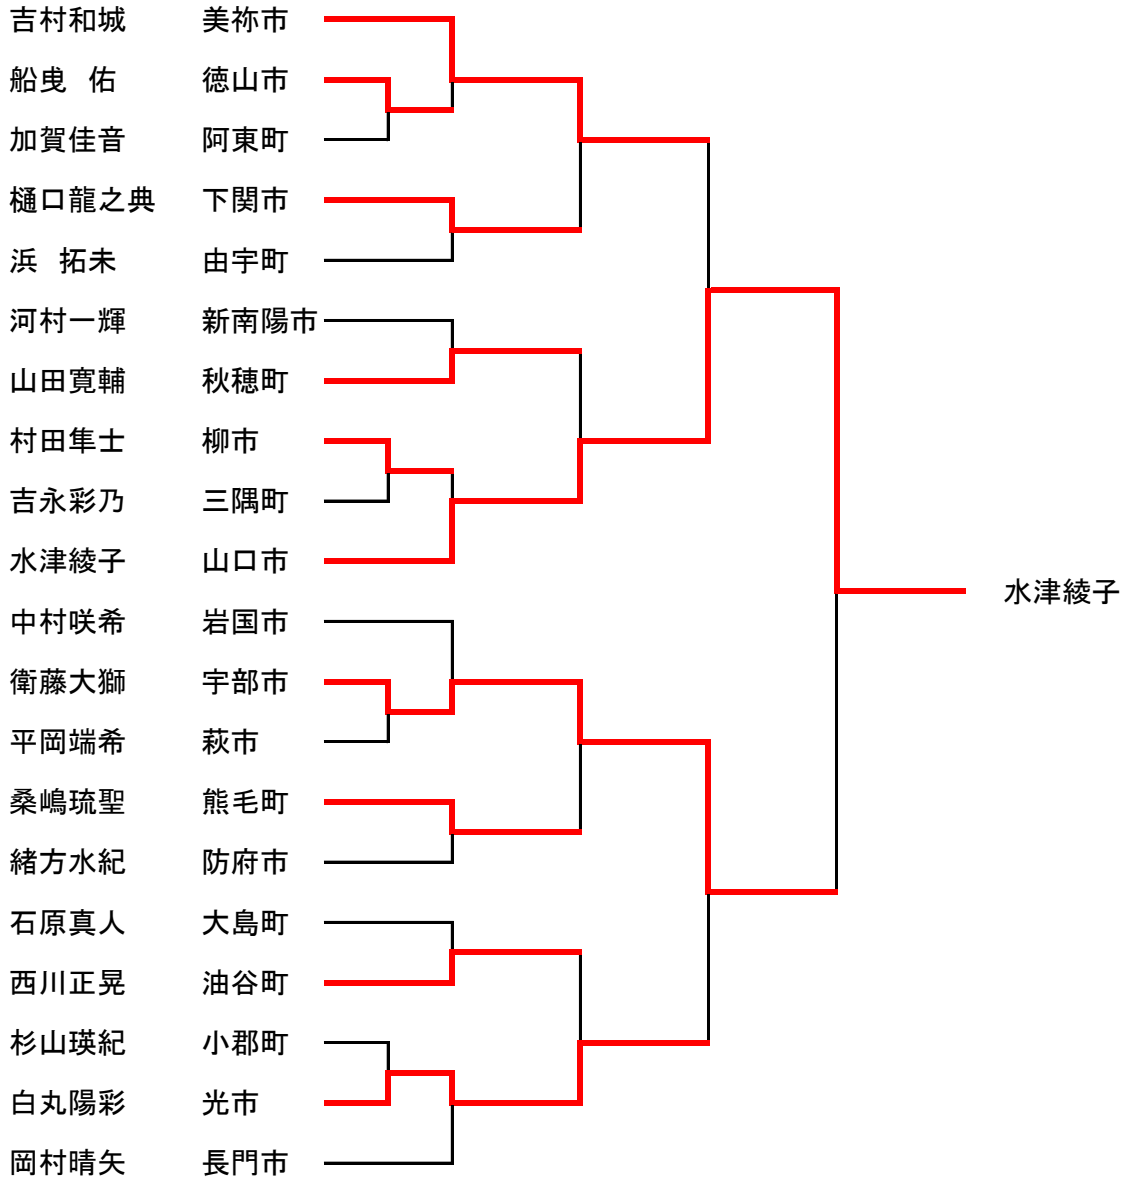 吉村和城 美祢市
船曵 佑 徳山市
加賀佳音 阿東町
樋口龍之典 下関市
浜 拓未 由宇町
河村一輝 新南陽市
山田寛輔 秋穂町
村田隼士 柳市
吉永彩乃 三隅町
水津綾子 山口市
水津綾子
中村咲希 岩国市
衛藤大獅 宇部市
平岡端希 萩市
桑嶋琉聖 熊毛町
緒方水紀 防府市
石原真人 大島町
西川正晃 油谷町
杉山瑛紀 小郡町
白丸陽彩 光市
岡村晴矢 長門市